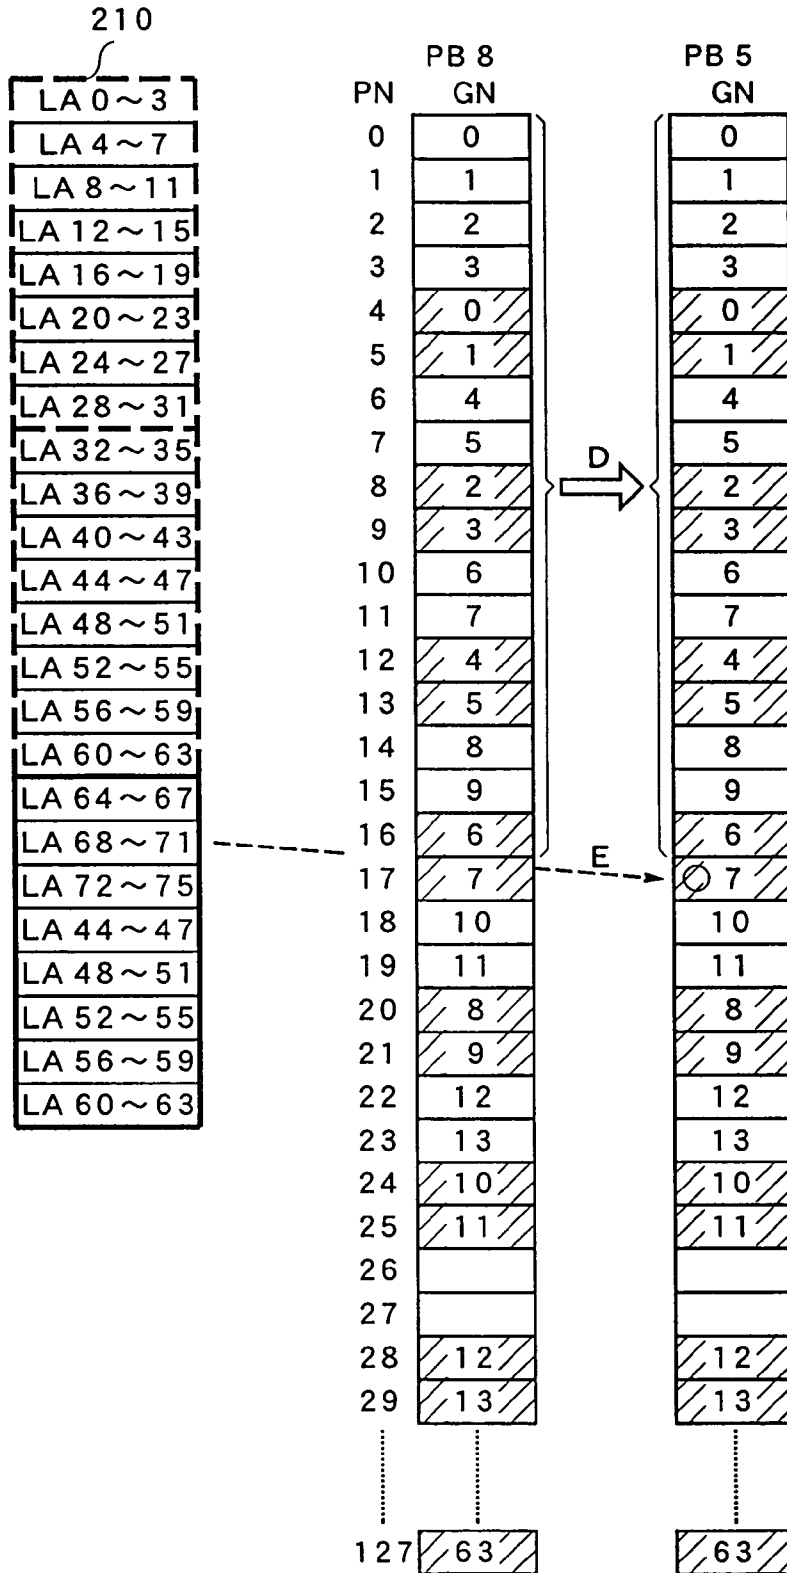 210
LA 0～3
LA 4～7
LA 8～11
LA 12～15
LA 16～19
LA 20～23
LA 24～27
LA 28～31
LA 32～35
LA 36～39
LA 40～43
LA 44～47
LA 48～51
LA 52～55
LA 56～59
LA 60～63
LA 64～67
LA 68～71
LA 72～75
LA 44～47
LA 48～51
LA 52～55
LA 56～59
LA 60～63
PB 8 PB 5
PN GN GN
0 0 0
1 1 1
2 2 2
3 3 3
4 0 0
5 1 1
6 4 4
7 5 5
D
8 2 2
9 3 3
10 6 6
11 7 7
12 4 4
13 5 5
14 8 8
15 9 9
16 6 6
E
17 7 7
18 10 10
19 11 11
20 8 8
21 9 9
22 12 12
23 13 13
24 10 10
25 11 11
26
27
28 12 12
29 13 13
127 63 63